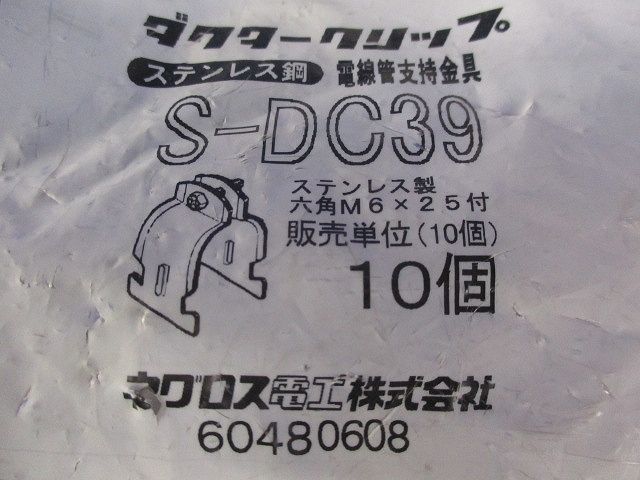 ダクタークリップ
ステンレス鋼 電線管支持金具
S-DC39
ステンレス製
六角M6×25付
販売単位(10個)
10個
ネグロス電工株式会社
60480608